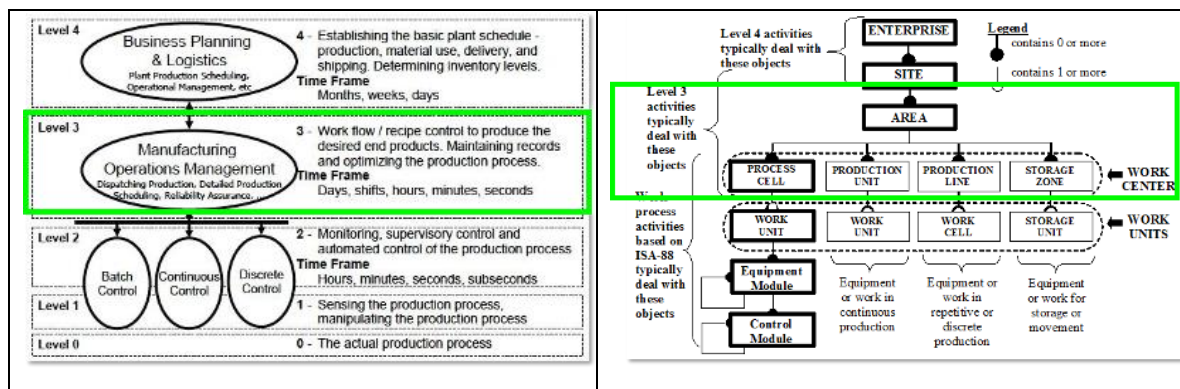 Level 4
Business Planning
& Logistics
Plant Production Scheduling,
Operational Management, etc
4 - Establishing the basic plant schedule -
production, material use, delivery, and
shipping. Determining inventory levels.
Time Frame
Months, weeks, days
Level 3
Manufacturing
Operations Management
Dispatching Production, Detailed Production
Scheduling, Reliability Assurance, ...
3 - Work flow / recipe control to produce the
desired end products. Maintaining records
and optimizing the production process.
Time Frame
Days, shifts, hours, minutes, seconds
Level 2
2 - Monitoring, supervisory control and
automated control of the production process
Time Frame
Hours, minutes, seconds, subseconds
Batch
Control
Continuous
Control
Discrete
Control
Level 1
1 - Sensing the production process,
manipulating the production process
Level 0
0 - The actual production process
Level 4 activities
typically deal with
these objects
ENTERPRISE
SITE
AREA
Legend
contains 0 or more
contains 1 or more
Level 3
activities
typically
deal with
these
objects
PROCESS
CELL
PRODUCTION
UNIT
PRODUCTION
LINE
STORAGE
ZONE
WORK
CENTER
Work
process
activities
based on
ISA-88
typically
deal with
these
objects
WORK
UNIT
WORK
UNIT
WORK
CELL
STORAGE
UNIT
WORK
UNITS
Equipment
Module
Control
Module
Equipment
or work in
continuous
production
Equipment or
work in
repetitive or
discrete
production
Equipment
or work for
storage or
movement